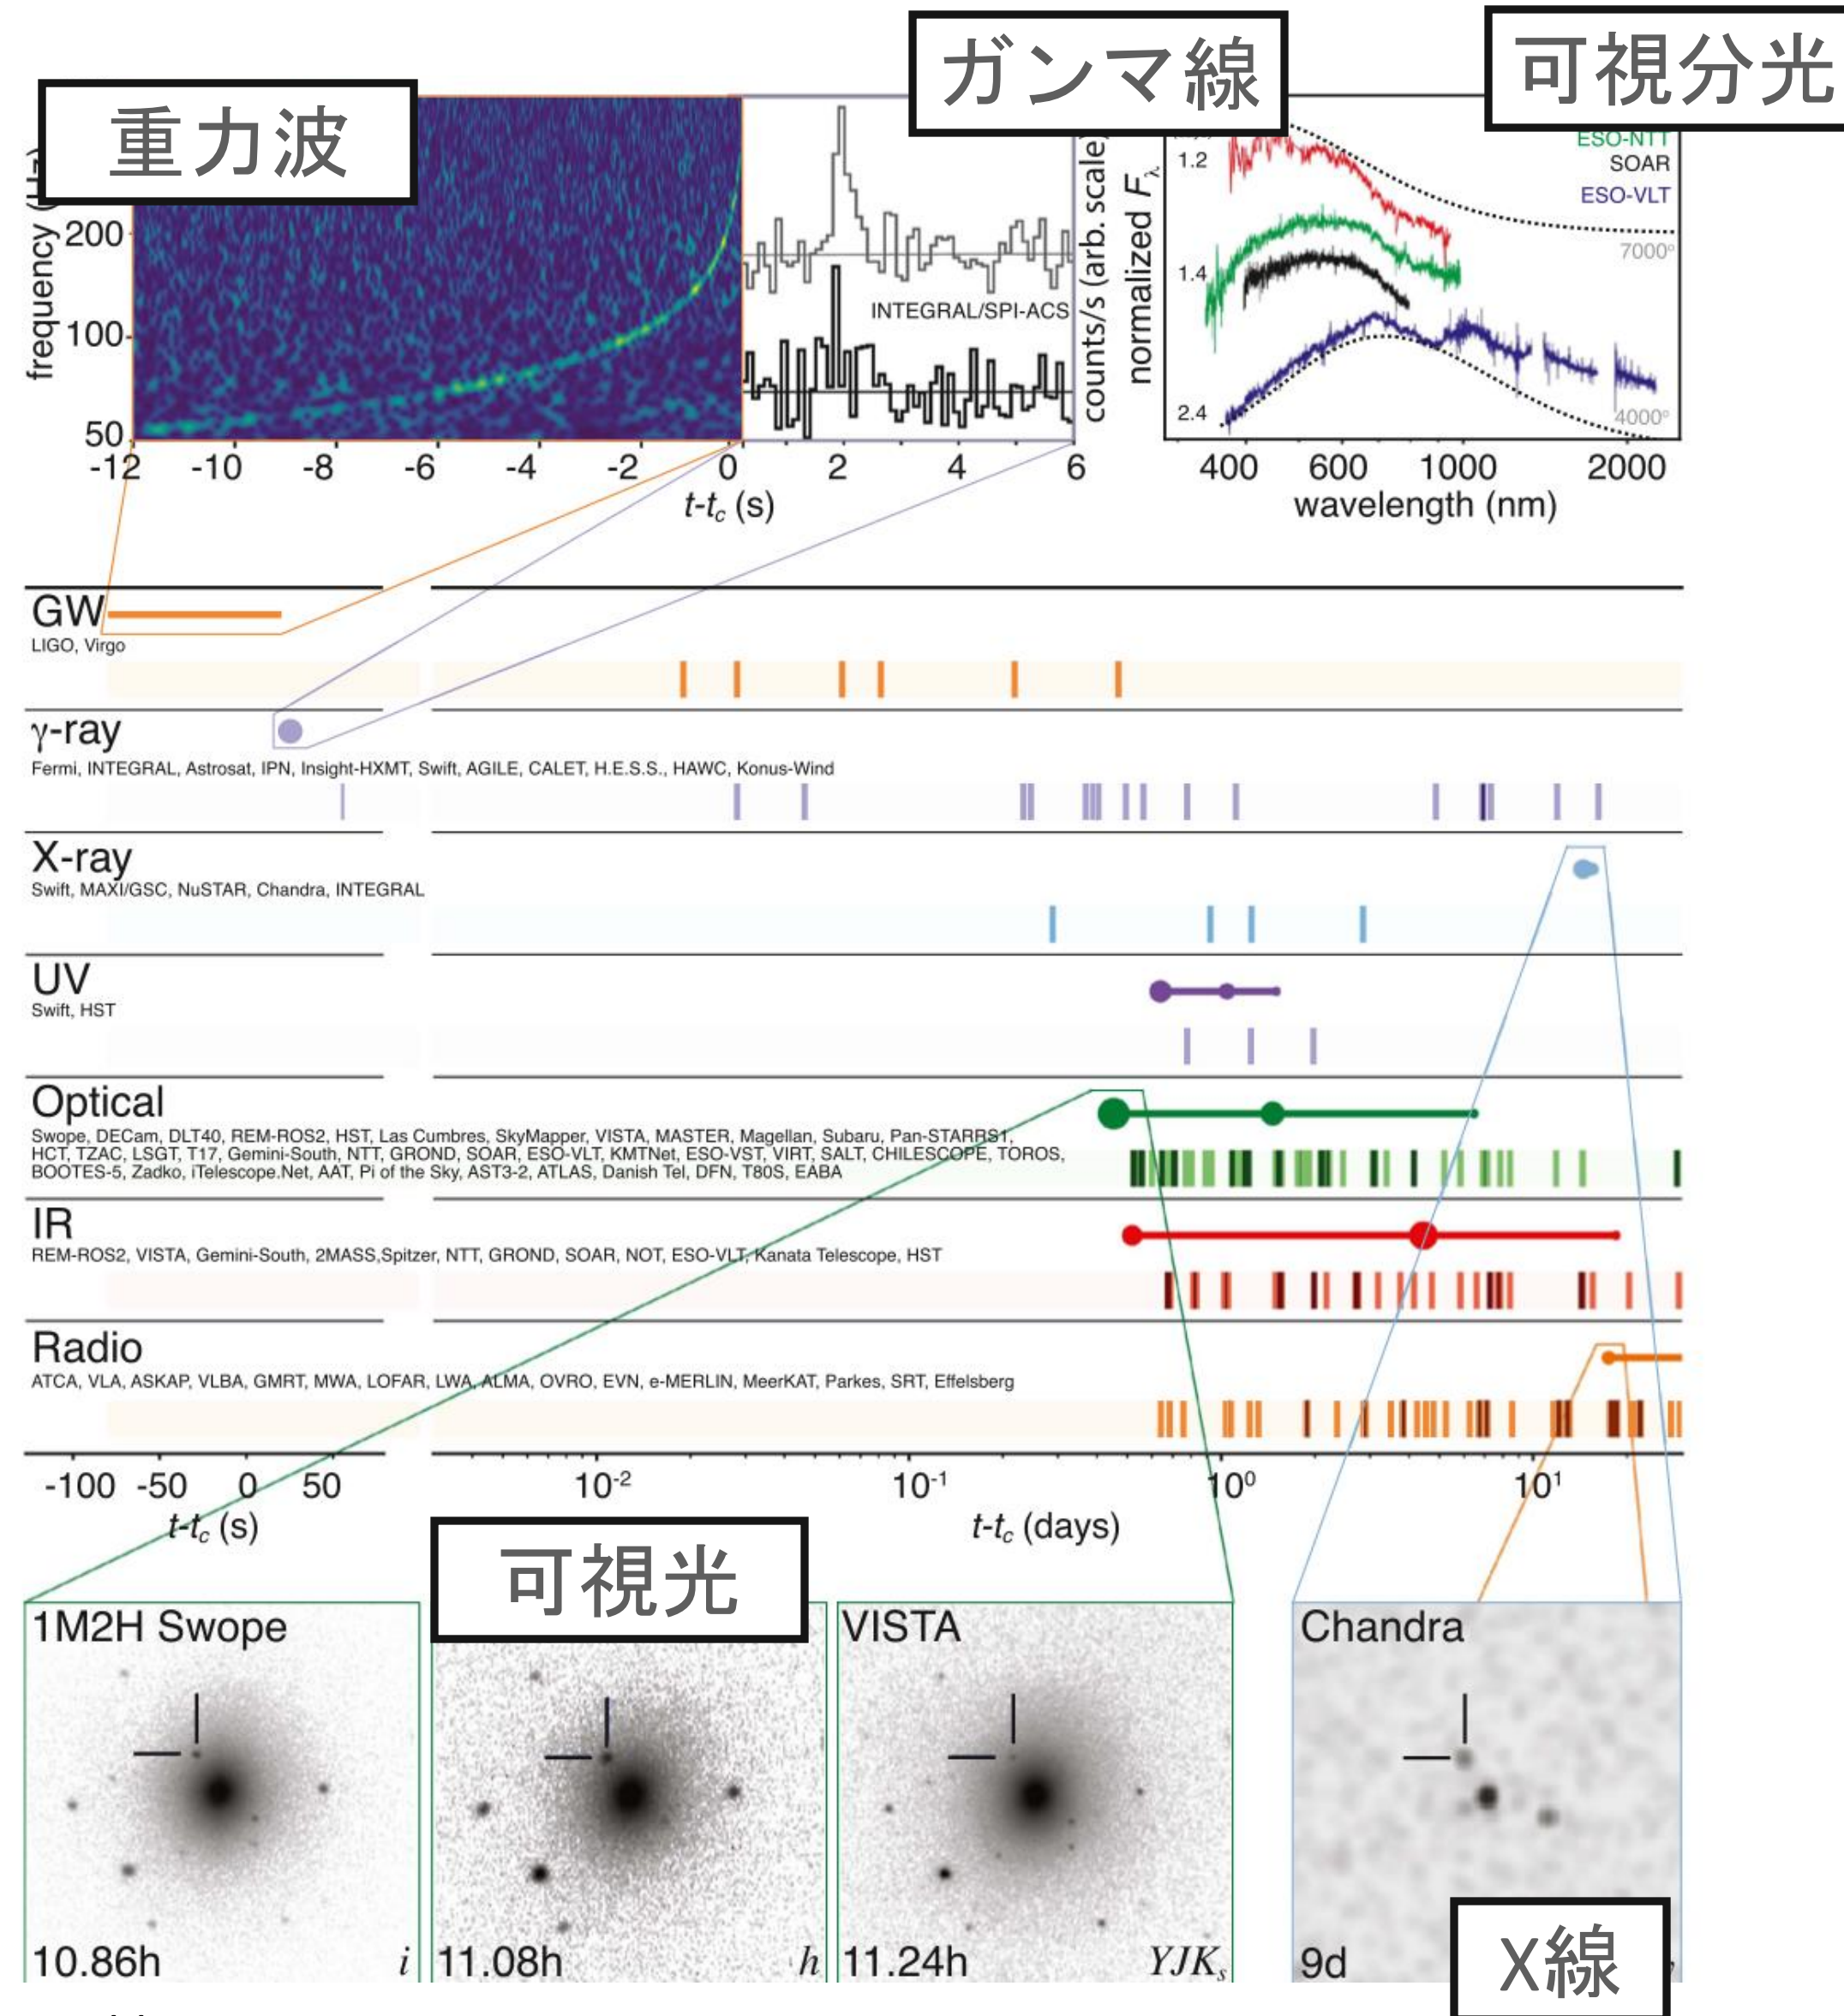 重力波
ガンマ線
可視分光
frequency
200
100
50
-12 -10 -8 -6 -4 -2 0 2 4 6
t-tc (s)
INTEGRAL/SPI-ACS
counts/s (arb. scale)
normalized Fλ
1.2
1.4
2.4
ESO-NTT
SOAR
ESO-VLT
7000°
4000°
400 600 1000 2000
wavelength (nm)
GW
LIGO, Virgo
γ-ray
Fermi, INTEGRAL, Astrosat, IPN, Insight-HXMT, Swift, AGILE, CALET, H.E.S.S., HAWC, Konus-Wind
X-ray
Swift, MAXI/GSC, NuSTAR, Chandra, INTEGRAL
UV
Swift, HST
Optical
Swope, DECam, DLT40, REM-ROS2, HST, Las Cumbres, SkyMapper, VISTA, MASTER, Magellan, Subaru, Pan-STARRS1,
HCT, TZAC, LSGT, T17, Gemini-South, NTT, GROND, SOAR, ESO-VLT, KMTNet, ESO-VST, VIRT, SALT, CHILESCOPE, TOROS,
BOOTES-5, Zadko, iTelescope.Net, AAT, Pi of the Sky, AST3-2, ATLAS, Danish Tel, DFN, T80S, EABA
IR
REM-ROS2, VISTA, Gemini-South, 2MASS,Spitzer, NTT, GROND, SOAR, NOT, ESO-VLT, Kanata Telescope, HST
Radio
ATCA, VLA, ASKAP, VLBA, GMRT, MWA, LOFAR, LWA, ALMA, OVRO, EVN, e-MERLIN, MeerKAT, Parkes, SRT, Effelsberg
-100 -50 0 50 10-2 10-1 100 101
t-tc (s) t-tc (days)
可視光
1M2H Swope
10.86h i
11.08h h
VISTA
11.24h YJKs
Chandra
9d
X線